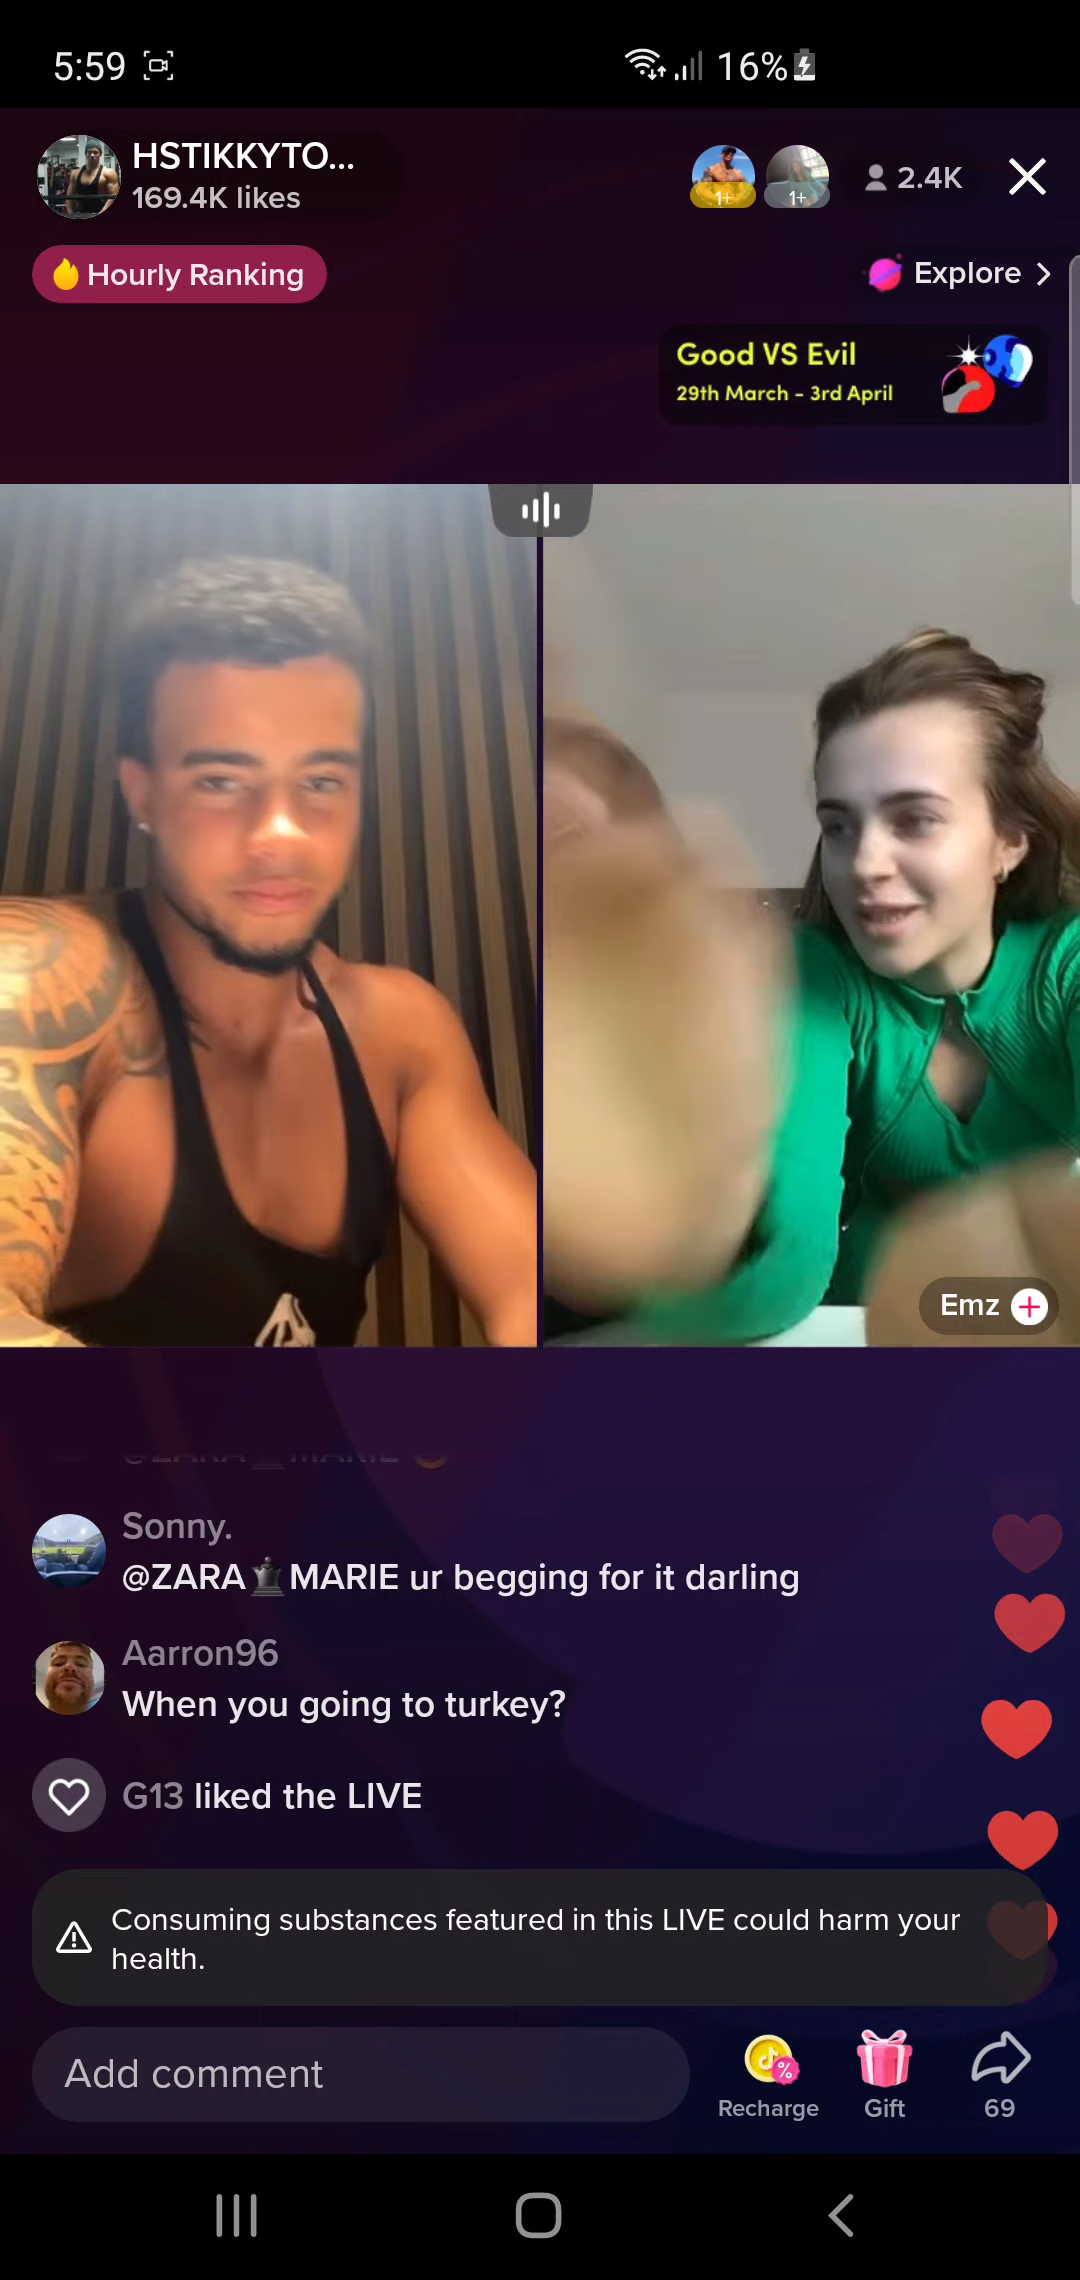 5:59
16%
HSTIKKYTO...
169.4K likes
1+
1+
2.4K
Hourly Ranking
Explore
Good VS Evil
29th March - 3rd April
Emz
Sonny.
@ZARA♟MARIE ur begging for it darling
Aarron96
When you going to turkey?
G13 liked the LIVE
Consuming substances featured in this LIVE could harm your
health.
Add comment
Recharge
Gift
69